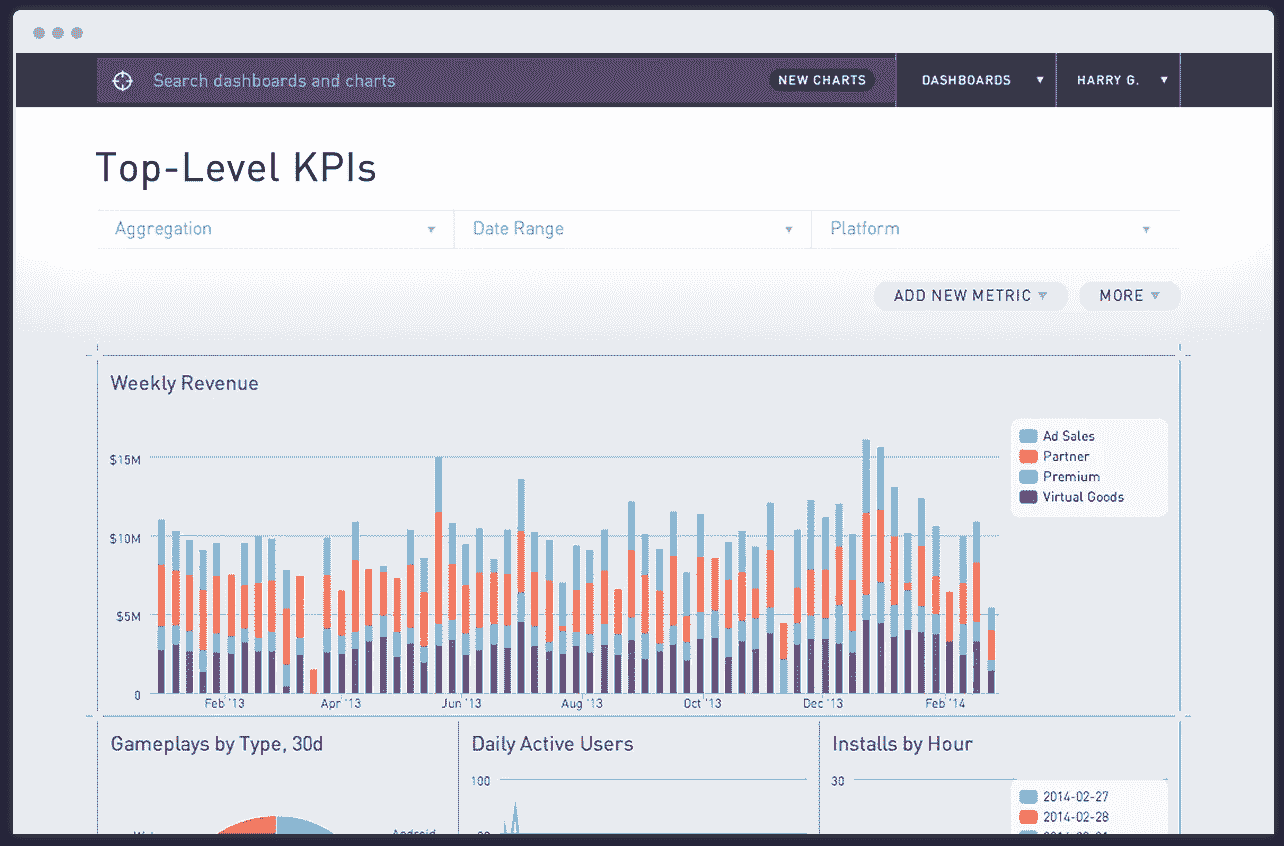 Search dashboards and charts NEW CHARTS DASHBOARDS HARRY G.
Top-Level KPIs
Aggregation Date Range Platform
ADD NEW METRIC MORE
Weekly Revenue
$15M
$10M
$5M
0
Feb '13 Apr '13 Jun '13 Aug '13 Oct '13 Dec '13 Feb '14
Ad Sales
Partner
Premium
Virtual Goods
Gameplays by Type, 30d
Android
Daily Active Users
100
Installs by Hour
30
2014-02-27
2014-02-28